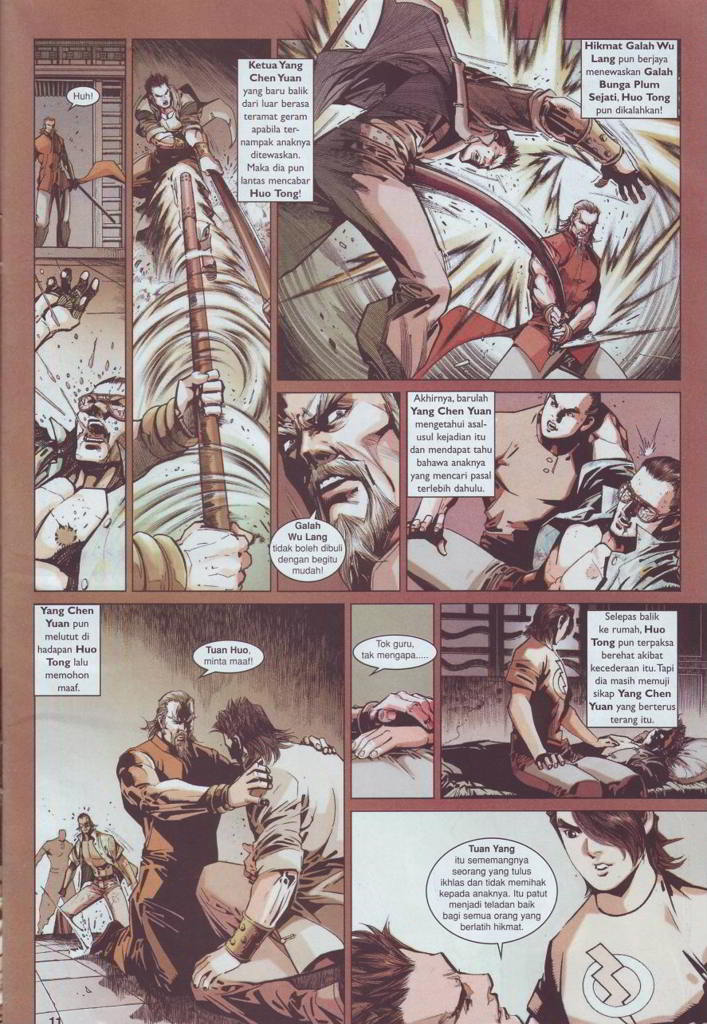 Huh!
Ketua Yang
Chen Yuan
yang baru balik
dari luar berasa
teramat geram
apabila ter-
nampak anaknya
ditewaskan.
Maka dia pun
lantas mencabar
Huo Tong!
Hikmat Galah Wu
Lang pun berjaya
menewaskan Galah
Bunga Plum
Sejati, Huo Tong
pun dikalahkan!
Galah
Wu Lang
tidak boleh dibuli
dengan begitu
mudah!
Akhirnya, barulah
Yang Chen Yuan
mengetahui asal-
usul kejadian itu
dan mendapat tahu
bahawa anaknya
yang mencari pasal
terlebih dahulu.
Yang Chen
Yuan pun
melutut di
hadapan Huo
Tong lalu
memohon
maaf.
Tuan Huo,
minta maaf!
Tok guru,
tak mengapa.....
Selepas balik
ke rumah, Huo
Tong pun terpaksa
berehat akibat
kecederaan itu. Tapi
dia masih memuji
sikap Yang Chen
Yuan yang berterus
terang itu.
Tuan Yang
itu sememangnya
seorang yang tulus
ikhlas dan tidak memihak
kepada anaknya. Itu patut
menjadi teladan baik
bagi semua orang yang
berlatih hikmat.
11